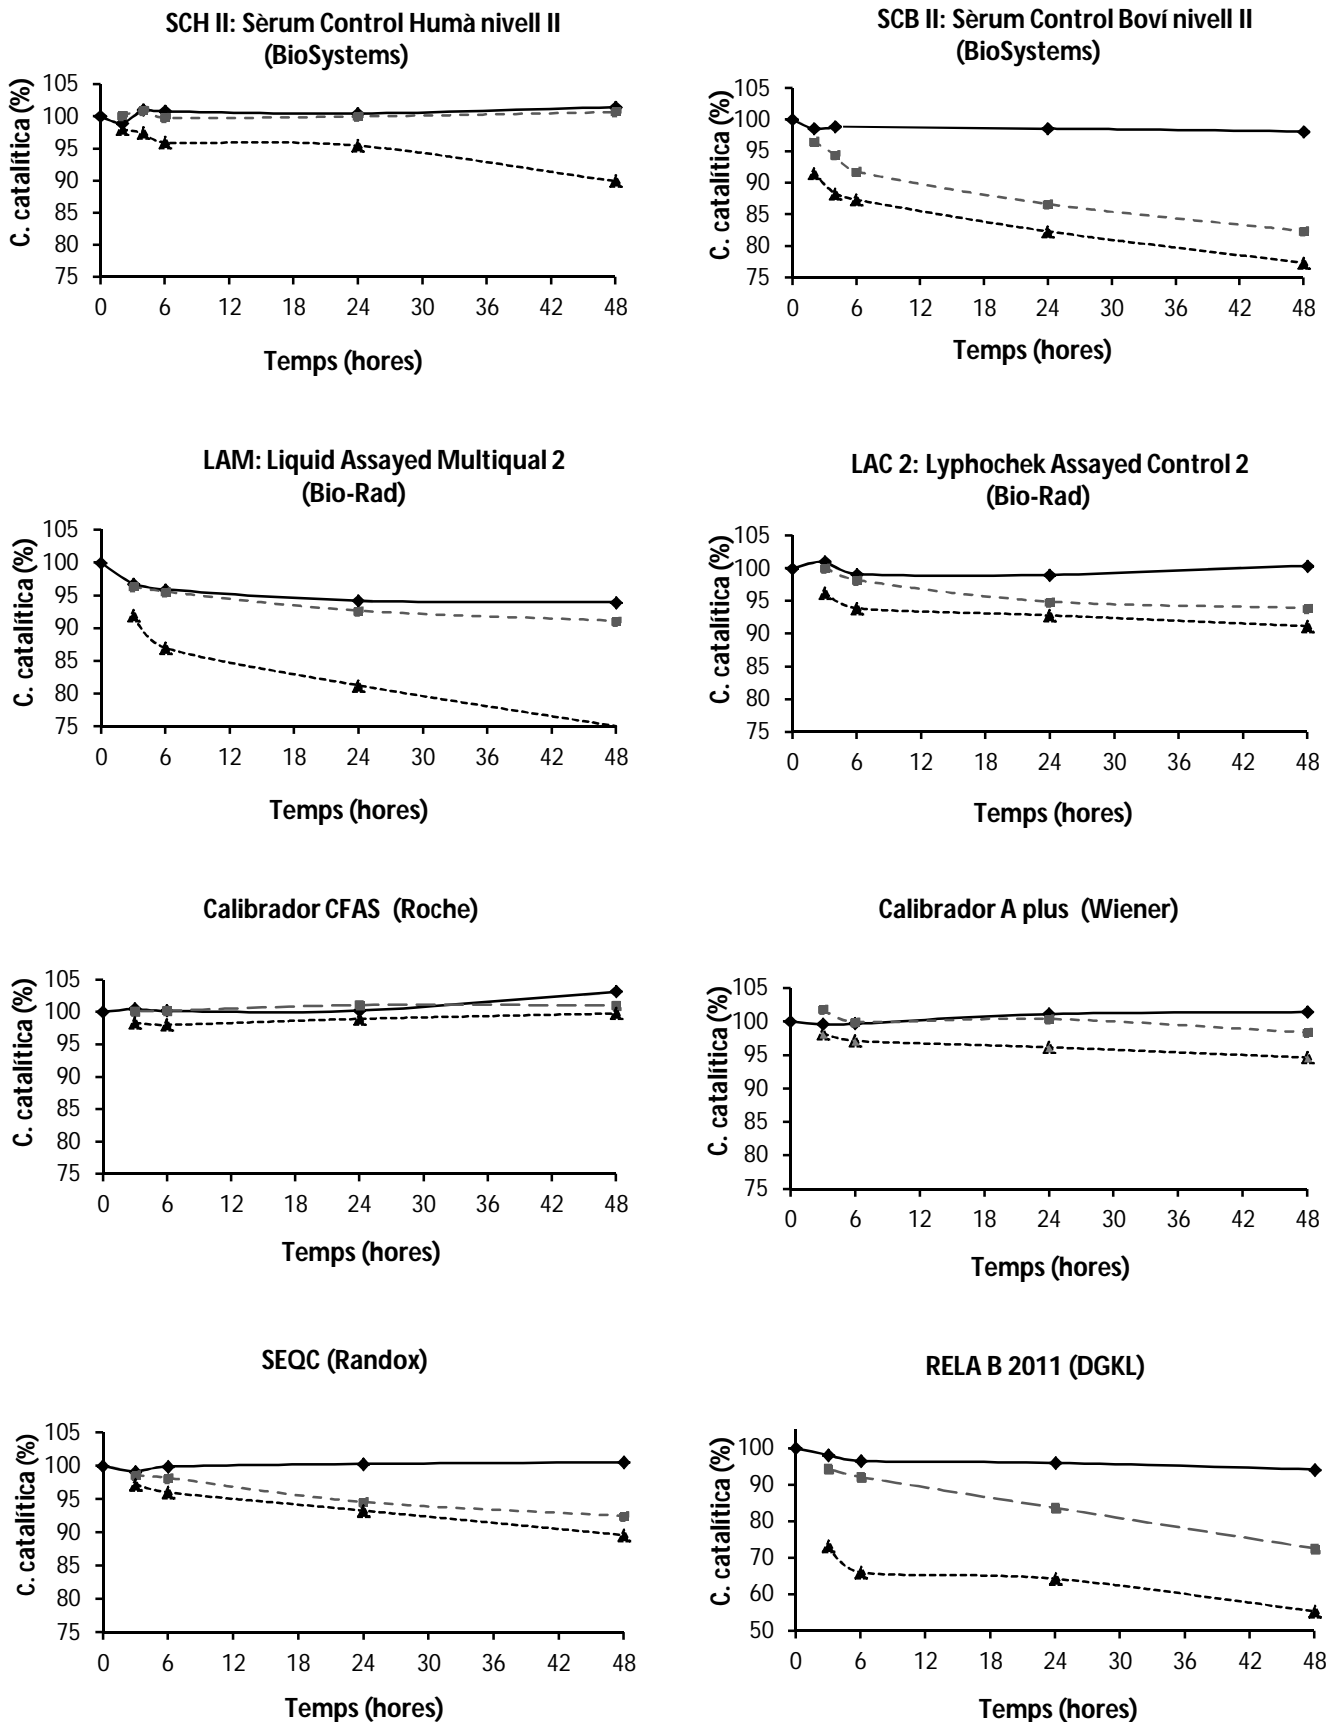 SCH II: Sèrum Control Humà nivell II
(BioSystems)
C. catalítica (%)
105
100
95
90
85
80
75
0 6 12 18 24 30 36 42 48
Temps (hores)
SCB II: Sèrum Control Boví nivell II
(BioSystems)
C. catalítica (%)
105
100
95
90
85
80
75
0 6 12 18 24 30 36 42 48
Temps (hores)
LAM: Liquid Assayed Multiqual 2
(Bio-Rad)
C. catalítica (%)
105
100
95
90
85
80
75
0 6 12 18 24 30 36 42 48
Temps (hores)
LAC 2: Lyphochek Assayed Control 2
(Bio-Rad)
C. catalítica (%)
105
100
95
90
85
80
75
0 6 12 18 24 30 36 42 48
Temps (hores)
Calibrador CFAS (Roche)
C. catalítica (%)
105
100
95
90
85
80
75
0 6 12 18 24 30 36 42 48
Temps (hores)
Calibrador A plus (Wiener)
C. catalítica (%)
105
100
95
90
85
80
75
0 6 12 18 24 30 36 42 48
Temps (hores)
SEQC (Randox)
C. catalítica (%)
105
100
95
90
85
80
75
0 6 12 18 24 30 36 42 48
Temps (hores)
RELA B 2011 (DGKL)
C. catalítica (%)
100
90
80
70
60
50
0 6 12 18 24 30 36 42 48
Temps (hores)